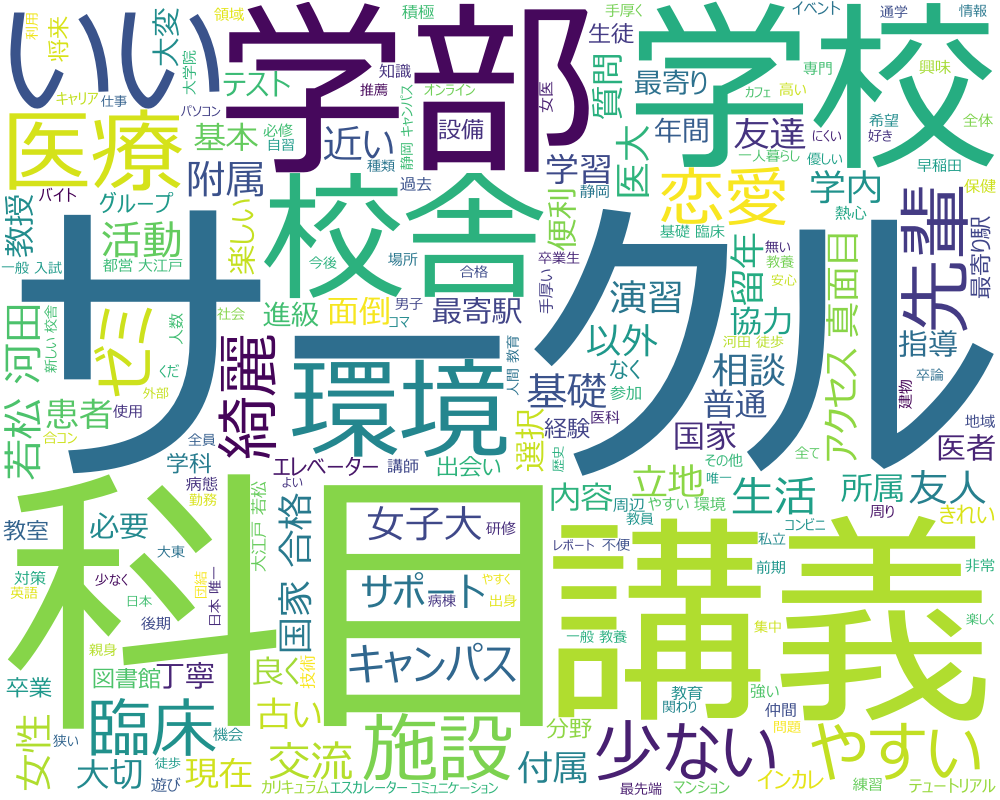 サークル
科目
講義
学部
学校
いい
校舎
環境
医療
恋愛
先輩
綺麗
施設
臨床
少ない
やすい
ゼミ
活動
附属
近い
基本
テスト
教授
河田
若松
患者
楽しい
グループ
友達
年間
学習
質問
最寄り
生徒
医大
便利
学内
真面目
アクセス
留年
演習
以外
協力
指導
相談
普通
基礎
選択
国家
医者
経験
内容
立地
生活
所属
友人
きれい
女子大
サポート
キャンパス
国家 合格
良く
古い
交流
現在
大切
女性
丁寧
図書館
卒業
必要
教室
学科
付属
分野
インカレ
進級
面倒
最寄駅
最寄り駅
エレベーター
出会い
講師
設備
大変
将来
利用
領域
大学院
キャリア
仕事
パソコン
バイト
必修
自習
知識
推薦
積極
手厚く
オンライン
女医
静岡 キャンパス
種類
過去
静岡
イベント
通学
情報
専門
興味
カフェ
高い
希望
全体
一人暮らし
にくい
好き
早稲田
優しい
保健
熱心
基礎 臨床
無い
教養
安心
卒業生
今後
場所
合格
手厚い
一般 入試
都営 大江戸
社会
人数
新しい 校舎
くだ
外部
使用
男子
コマ
人間 教育
なく
参加
医科
歴史
河田 徒歩
卒論
建物
地域
合コン
全員
病態
勤務
よい
大江戸 若松
研修
病棟
やすく
出身
その他
唯一
全て
周辺
やすい 環境
教員
コンビニ
周り
レポート
不便
私立
前期
非常
対策
英語
少なく
大東
日本
後期
日本 唯一
団結
親身
技術
機会
狭い
徒歩
遊び
カリキュラム
エスカレーター
コミュニケーション
一般 教養
集中
楽しく
教育
関わり
強い
仲間
問題
最先端
マンション
練習
テュートリアル